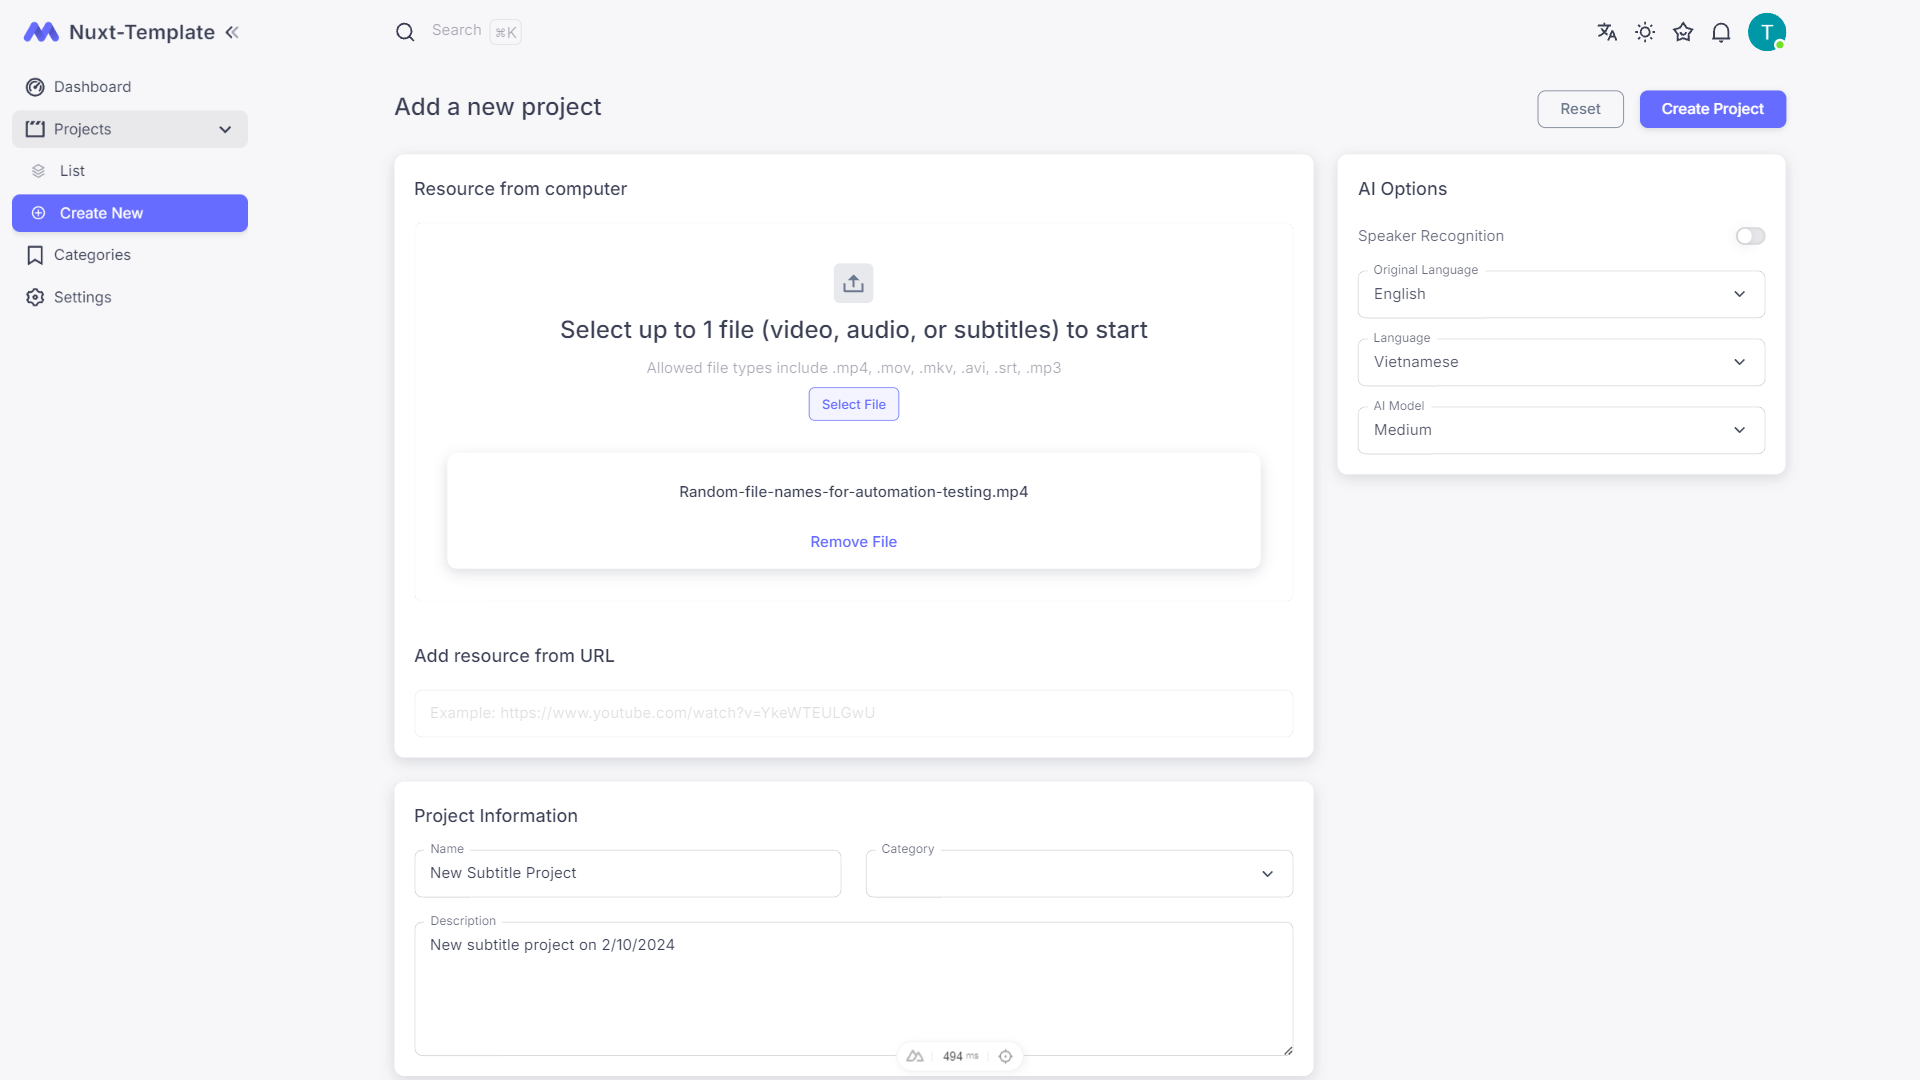 Nuxt-Template
Search ⌘K
T
Dashboard
Projects
List
Create New
Categories
Settings
Add a new project
Reset
Create Project
Resource from computer
Select up to 1 file (video, audio, or subtitles) to start
Allowed file types include .mp4, .mov, .mkv, .avi, .srt, .mp3
Select File
Random-file-names-for-automation-testing.mp4
Remove File
Add resource from URL
Example: https://www.youtube.com/watch?v=YkeWTEULGwU
Project Information
Name
New Subtitle Project
Category
Description
New subtitle project on 2/10/2024
494 ms
AI Options
Speaker Recognition
Original Language
English
Language
Vietnamese
AI Model
Medium